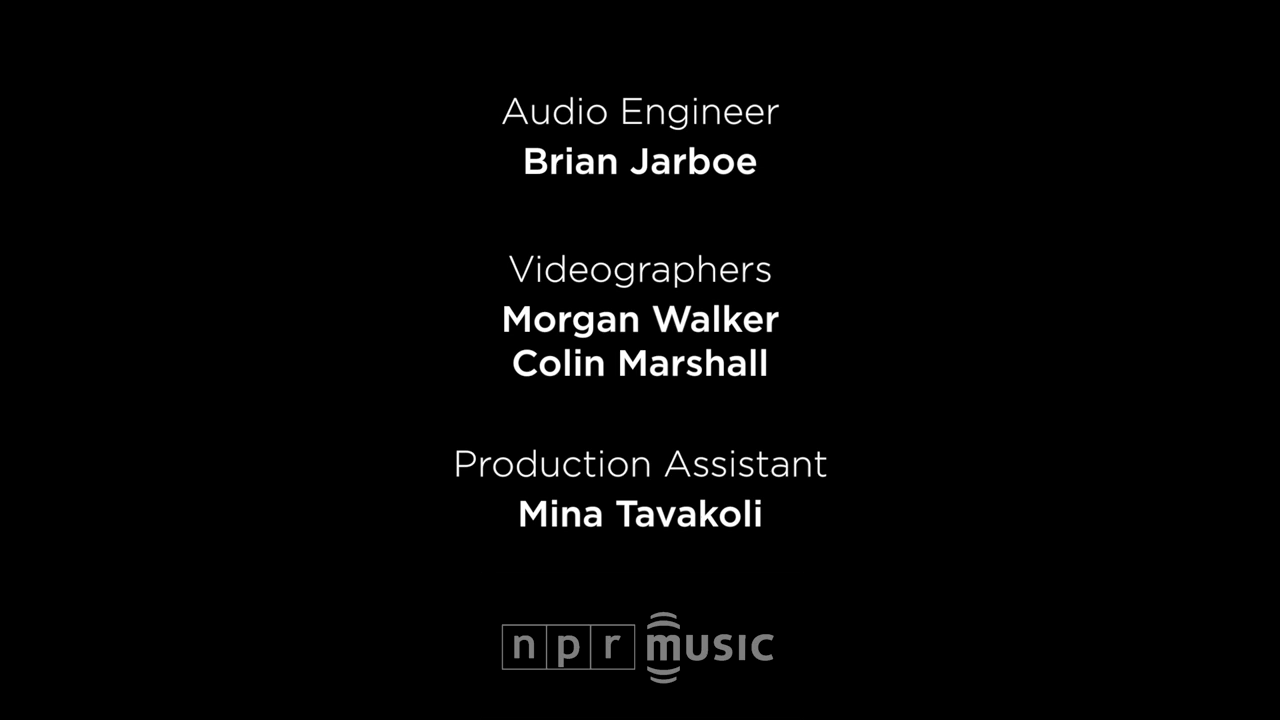 Audio Engineer
Brian Jarboe
Videographers
Morgan Walker
Colin Marshall
Production Assistant
Mina Tavakoli
npr music